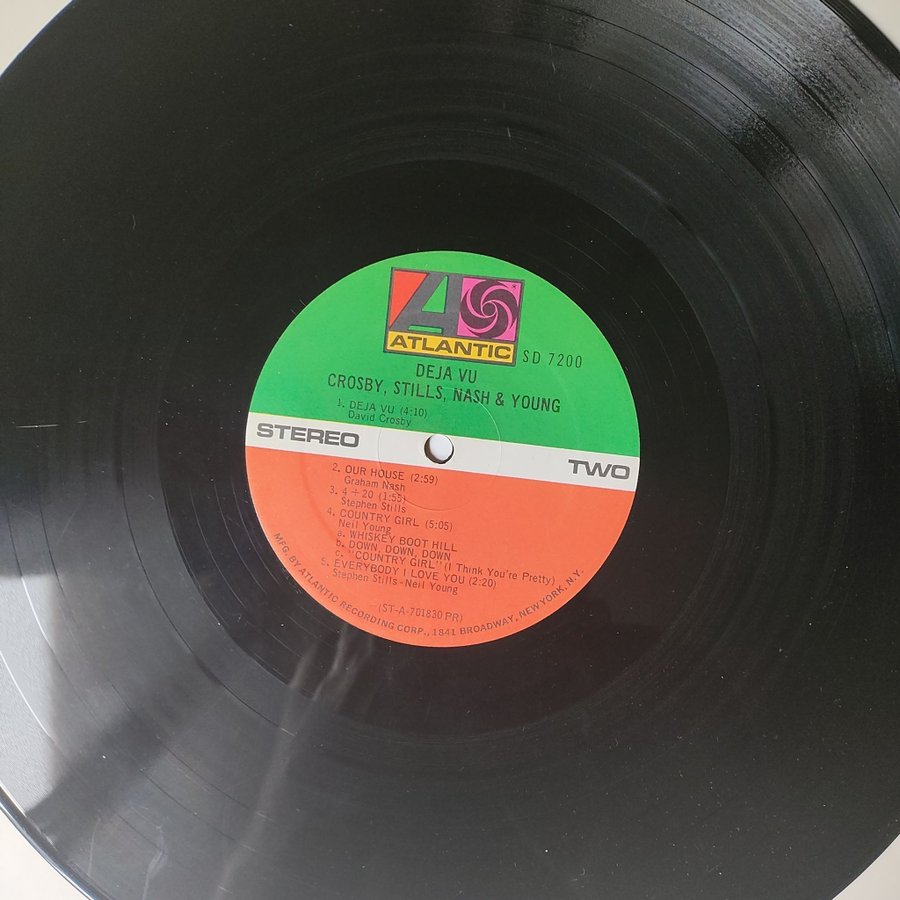 ATLANTIC
SD 7200
DEJA VU
CROSBY, STILLS, NASH & YOUNG
1. DEJA VU (4:10)
David Crosby
STEREO
TWO
2. OUR HOUSE (2:59)
Graham Nash
3. 4 + 20 (1:55)
Stephen Stills
4. COUNTRY GIRL (5:05)
Neil Young
a. WHISKEY BOOT HILL
b. DOWN, DOWN, DOWN
c. "COUNTRY GIRL" (I Think You're Pretty)
5. EVERYBODY I LOVE YOU (2:20)
Stephen Stills-Neil Young
(ST-A-701830 PR)
MFG. BY ATLANTIC RECORDING CORP., 1841 BROADWAY, NEW YORK, N.Y.